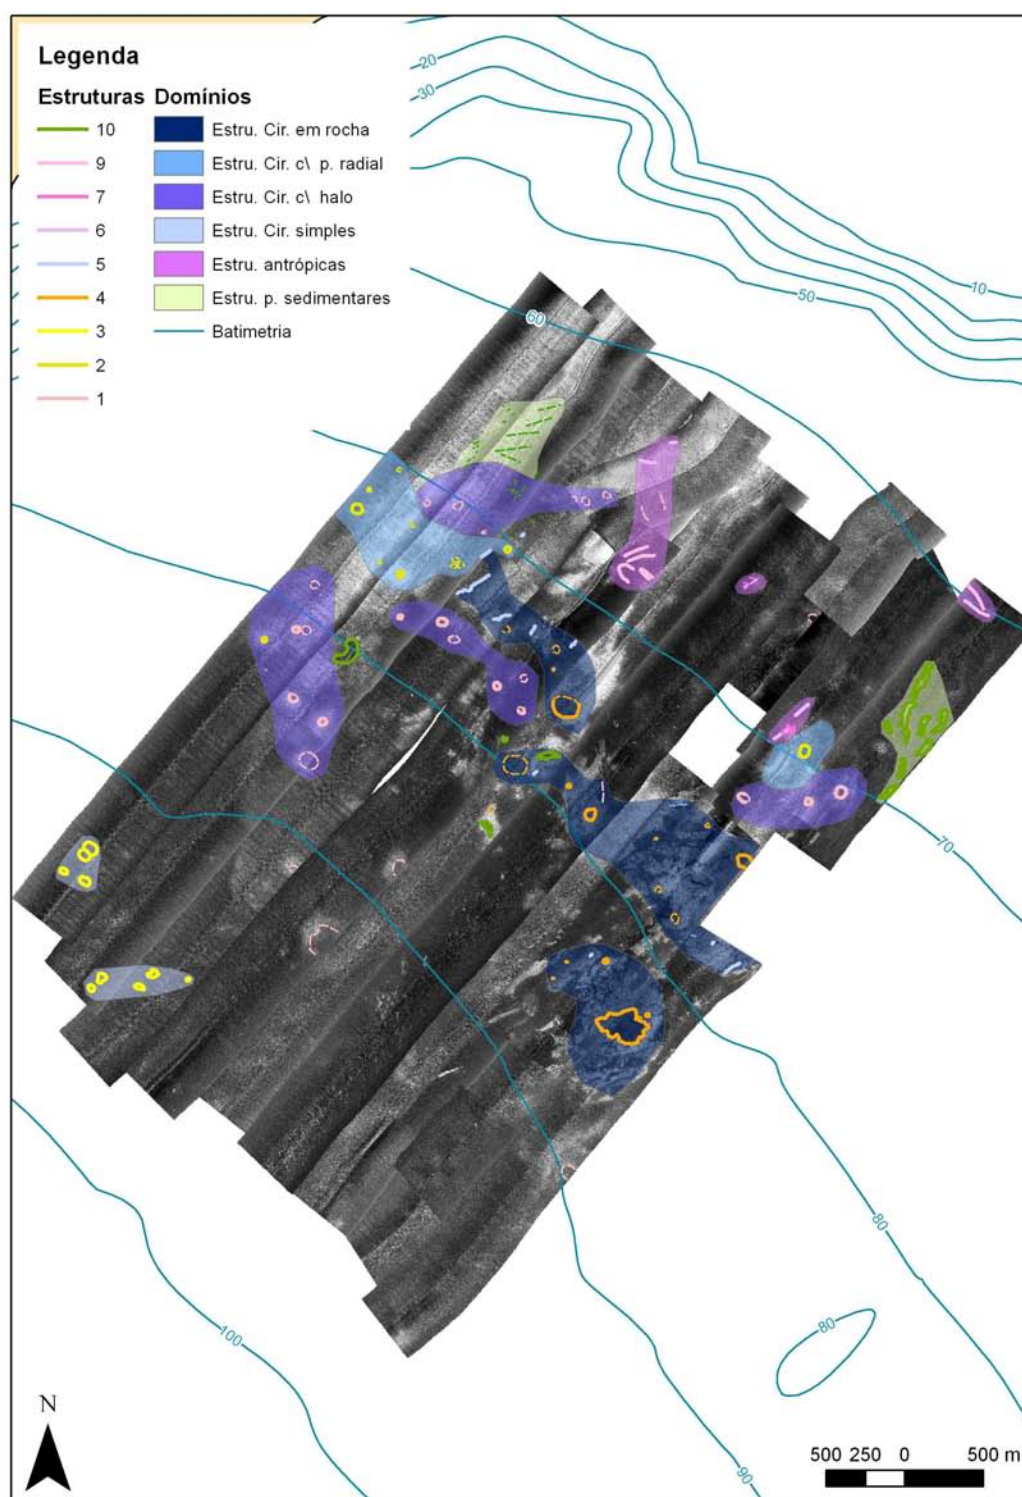 Legenda
Estruturas Domínios
10 Estru. Cir. em rocha
9 Estru. Cir. c\ p. radial
7 Estru. Cir. c\ halo
6 Estru. Cir. simples
5 Estru. antrópicas
4 Estru. p. sedimentares
3 Batimetria
2
1
20
30
10
50
60
70
80
80
100
90
N
500 250 0 500 m